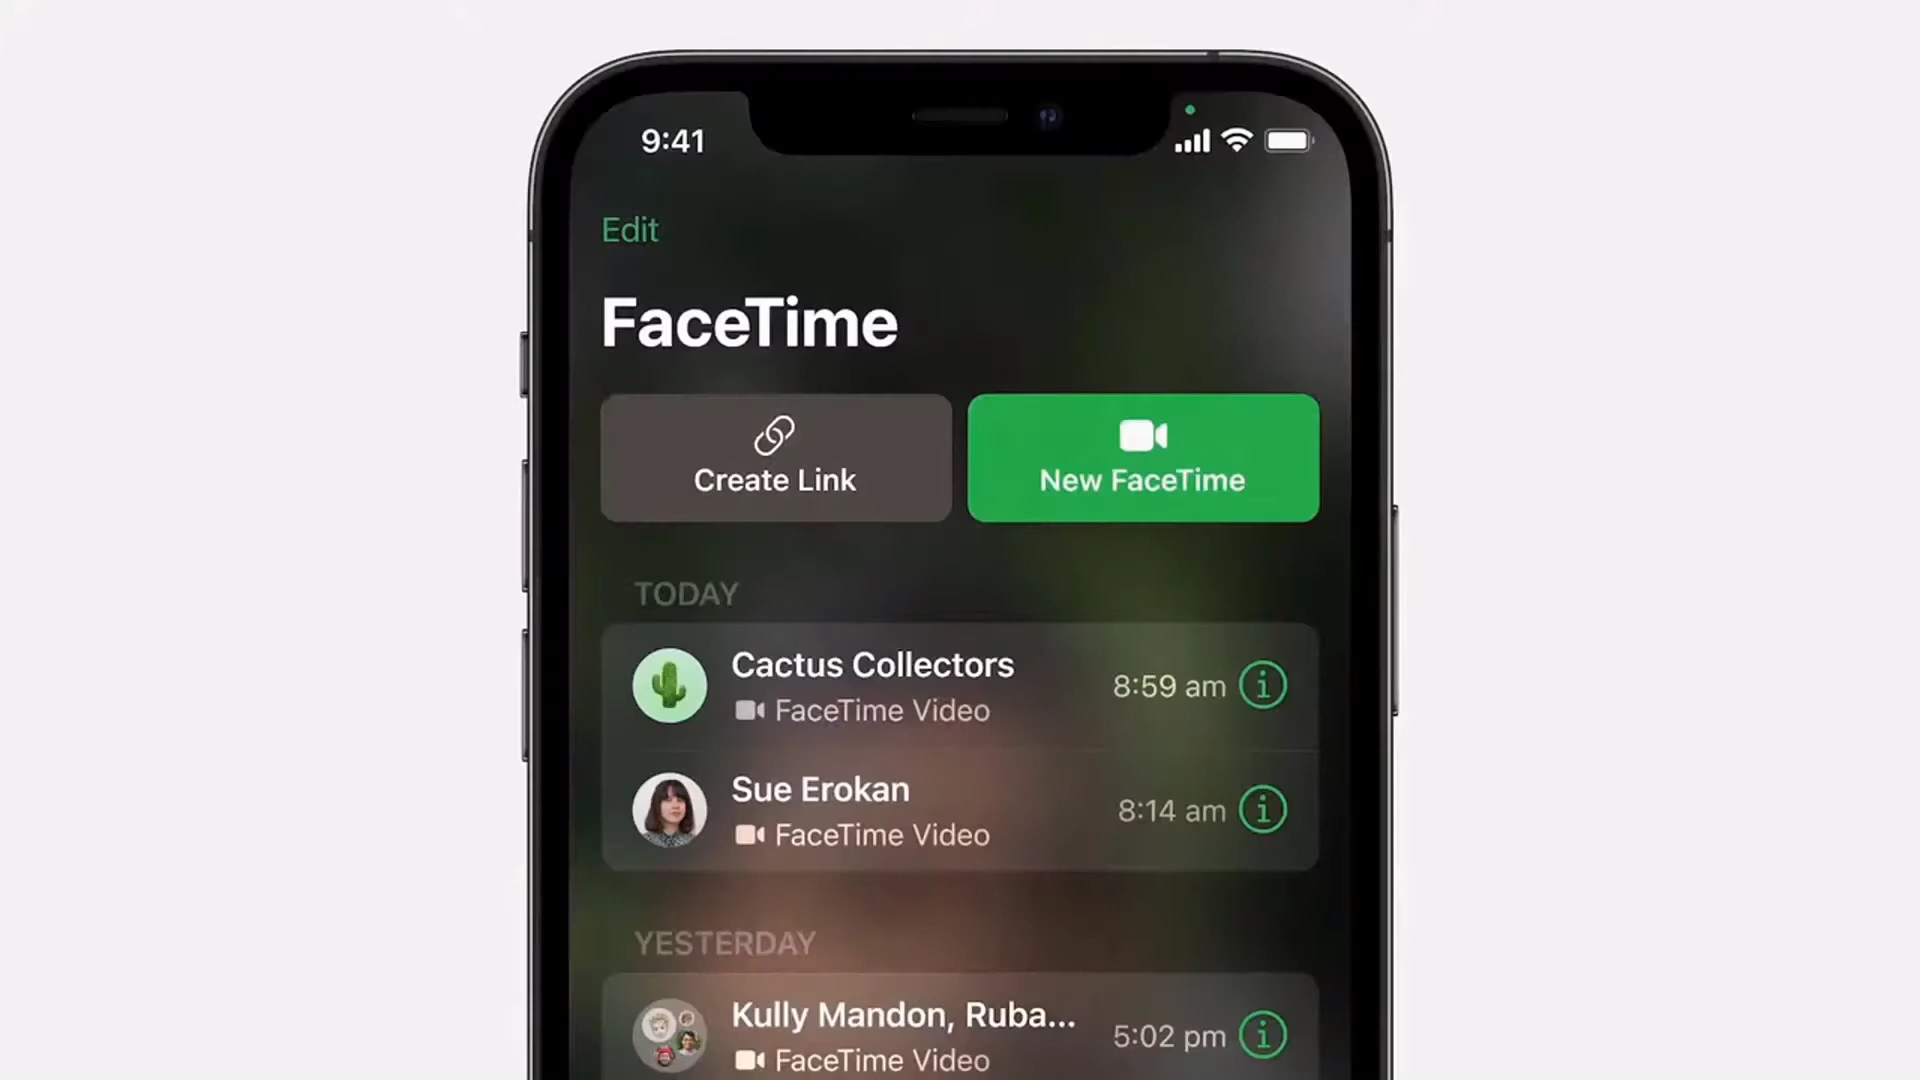 9:41
Edit
FaceTime
Create Link
New FaceTime
TODAY
Cactus Collectors
FaceTime Video
8:59 am
Sue Erokan
FaceTime Video
8:14 am
YESTERDAY
Kully Mandon, Ruba...
FaceTime Video
5:02 pm